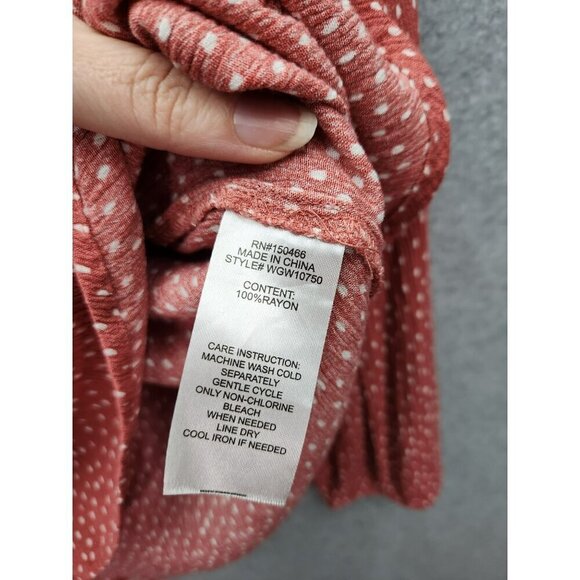 RN#150466
MADE IN CHINA
STYLE# WGW10750
CONTENT:
100%RAYON
CARE INSTRUCTION:
MACHINE WASH COLD
SEPARATELY
GENTLE CYCLE
ONLY NON-CHLORINE
BLEACH
WHEN NEEDED
LINE DRY
COOL IRON IF NEEDED